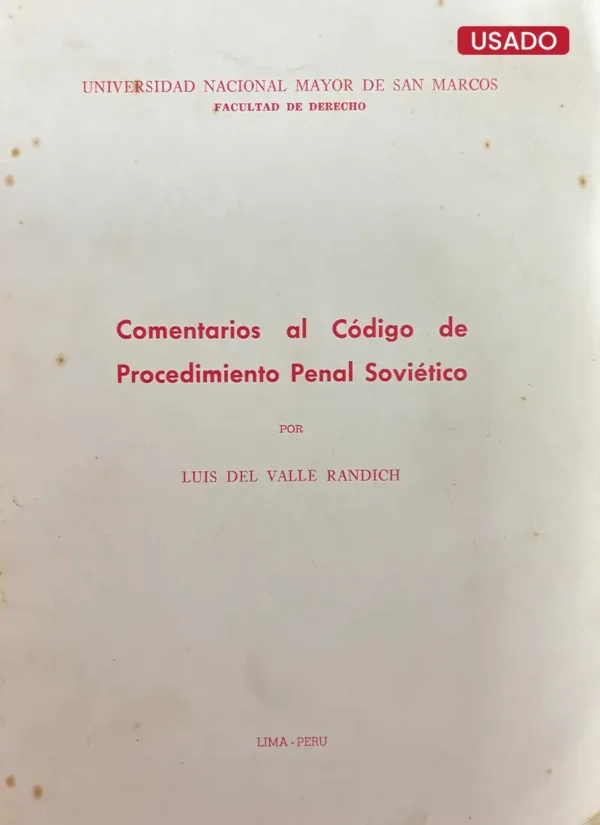 USADO
UNIVERSIDAD NACIONAL MAYOR DE SAN MARCOS
FACULTAD DE DERECHO
Comentarios al Código de
Procedimiento Penal Soviético
POR
LUIS DEL VALLE RANDICH
LIMA - PERU